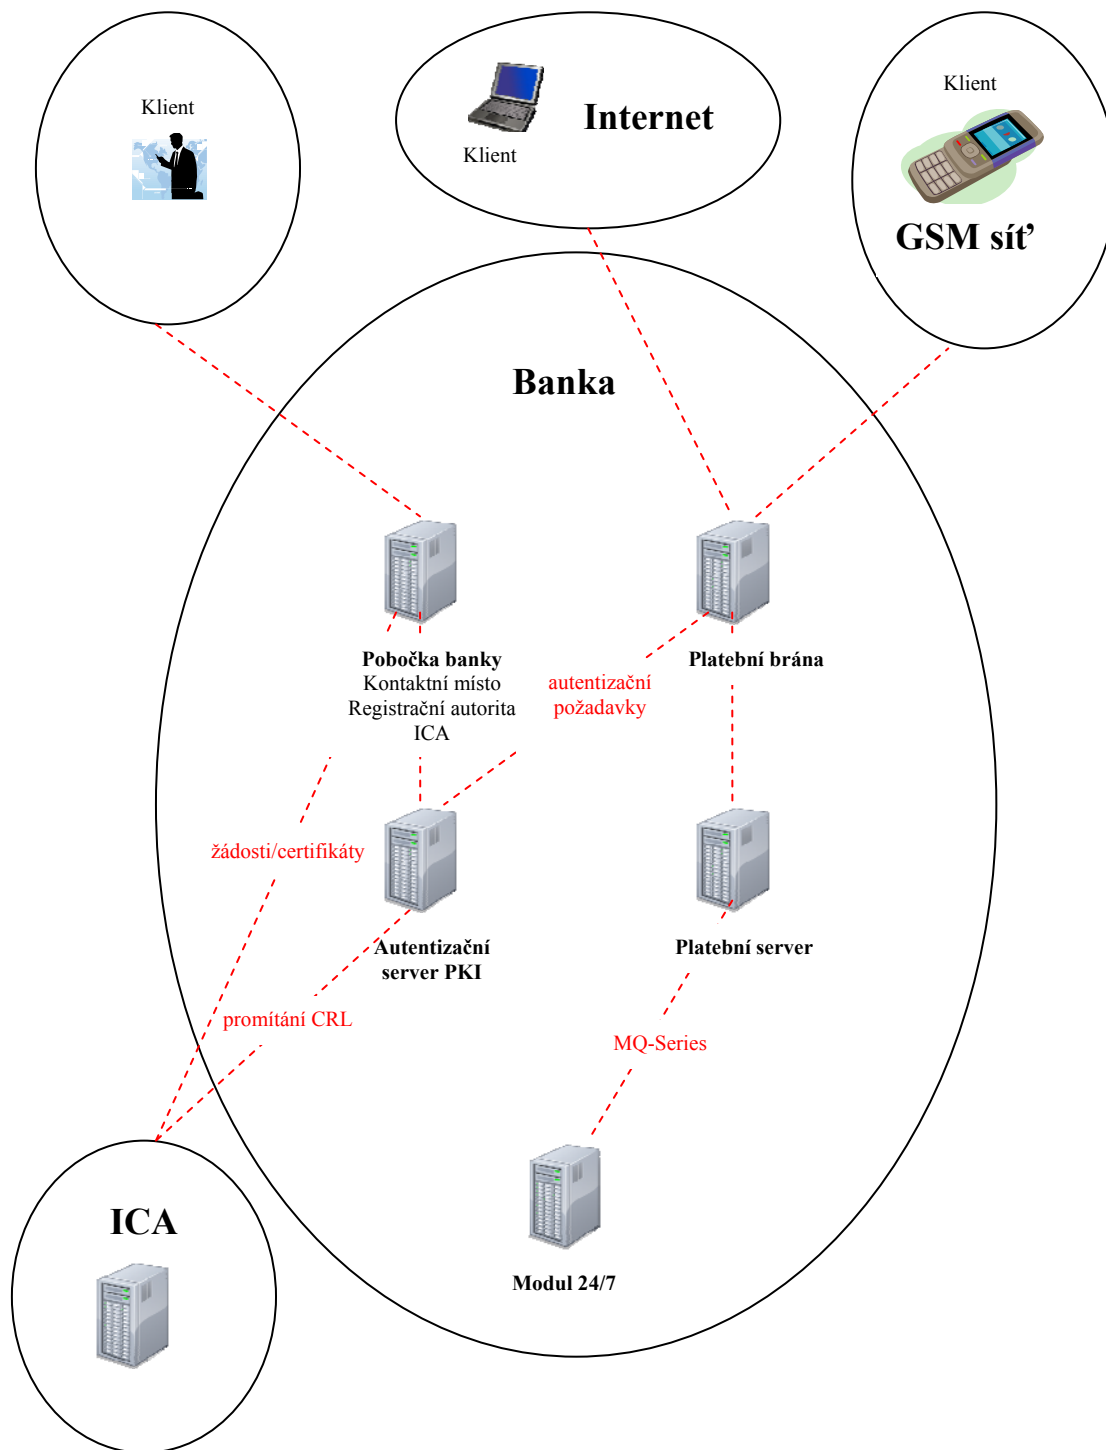 Klient
Internet
Klient
Klient
GSM síť
Banka
Pobočka banky
Kontaktní místo
Registrační autorita
ICA
autentizační
požadavky
Platební brána
žádosti/certifikáty
Autentizační
server PKI
Platební server
promítání CRL
MQ-Series
ICA
Modul 24/7